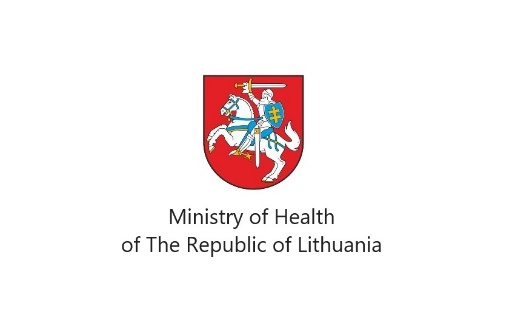 Ministry of Health
of The Republic of Lithuania